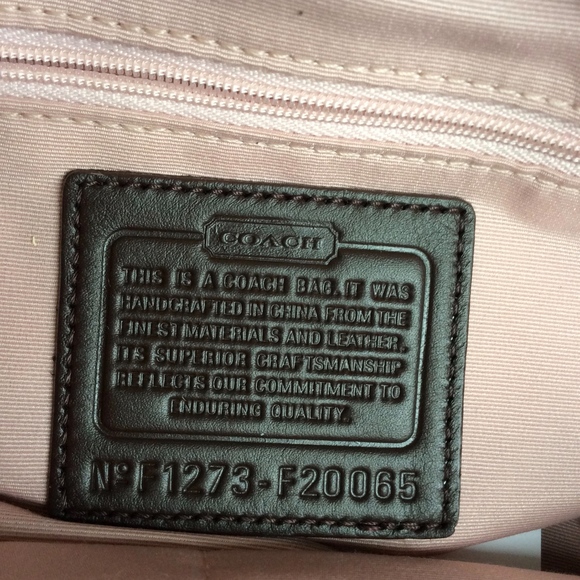 COACH
THIS IS A COACH BAG. IT WAS
HANDCRAFTED IN CHINA FROM THE
FINEST MATERIALS AND LEATHER.
ITS SUPERIOR CRAFTSMANSHIP
REFLECTS OUR COMMITMENT TO
ENDURING QUALITY.
Nº F1273-F20065